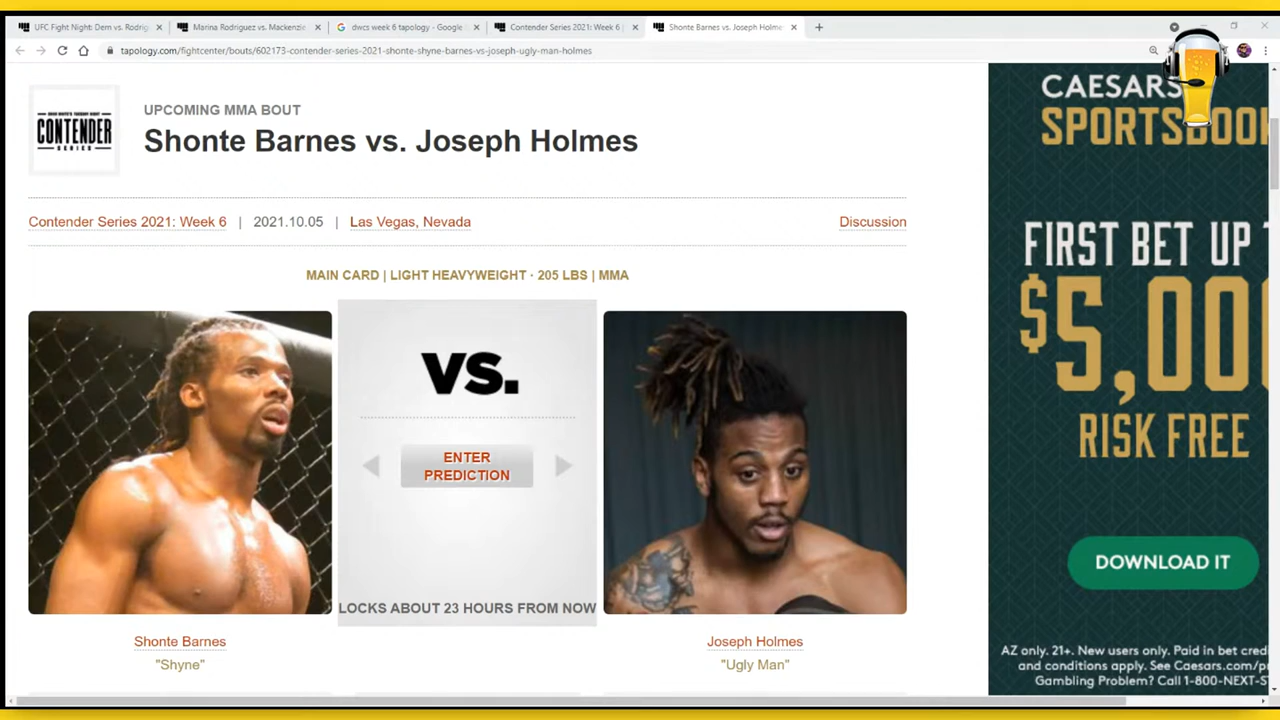 UFC Fight Night: Dern vs. Rodrig
Marina Rodriguez vs. Mackenzie
dwcs week 6 tapology - Google
Contender Series 2021: Week 6 |
Shonte Barnes vs. Joseph Holmes
tapology.com/fightcenter/bouts/602173-contender-series-2021-shonte-shyne-barnes-vs-joseph-ugly-man-holmes
CONTENDER
SERIES
UPCOMING MMA BOUT
Shonte Barnes vs. Joseph Holmes
Contender Series 2021: Week 6 | 2021.10.05 | Las Vegas, Nevada
Discussion
MAIN CARD | LIGHT HEAVYWEIGHT · 205 LBS | MMA
VS.
ENTER
PREDICTION
LOCKS ABOUT 23 HOURS FROM NOW
Shonte Barnes
"Shyne"
Joseph Holmes
"Ugly Man"
CAESARS
SPORTSBOO
FIRST BET UP
$5,00
RISK FREE
DOWNLOAD IT
AZ only. 21+. New users only. Paid in bet credi
and conditions apply. See Caesars.com/p
Gambling Problem? Call 1-800-NEXT-S